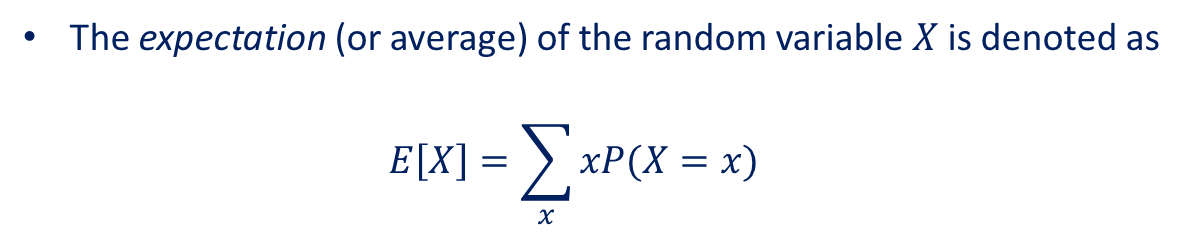 • The expectation (or average) of the random variable X is denoted as
E[X] = ∑ₓ xP(X = x)